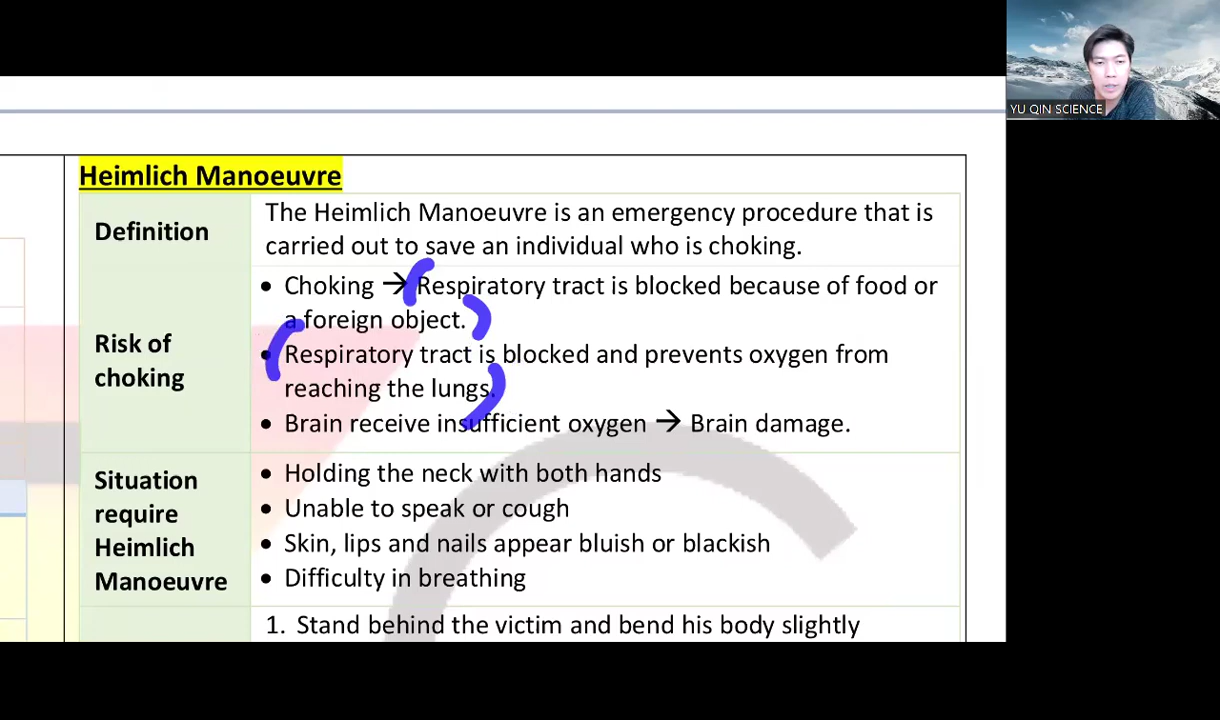 YU QIN SCIENCE
Heimlich Manoeuvre
Definition
The Heimlich Manoeuvre is an emergency procedure that is
carried out to save an individual who is choking.
Risk of
choking
• Choking → Respiratory tract is blocked because of food or
a foreign object.
• Respiratory tract is blocked and prevents oxygen from
reaching the lungs.
• Brain receive insufficient oxygen → Brain damage.
Situation
require
Heimlich
Manoeuvre
• Holding the neck with both hands
• Unable to speak or cough
• Skin, lips and nails appear bluish or blackish
• Difficulty in breathing
1. Stand behind the victim and bend his body slightly